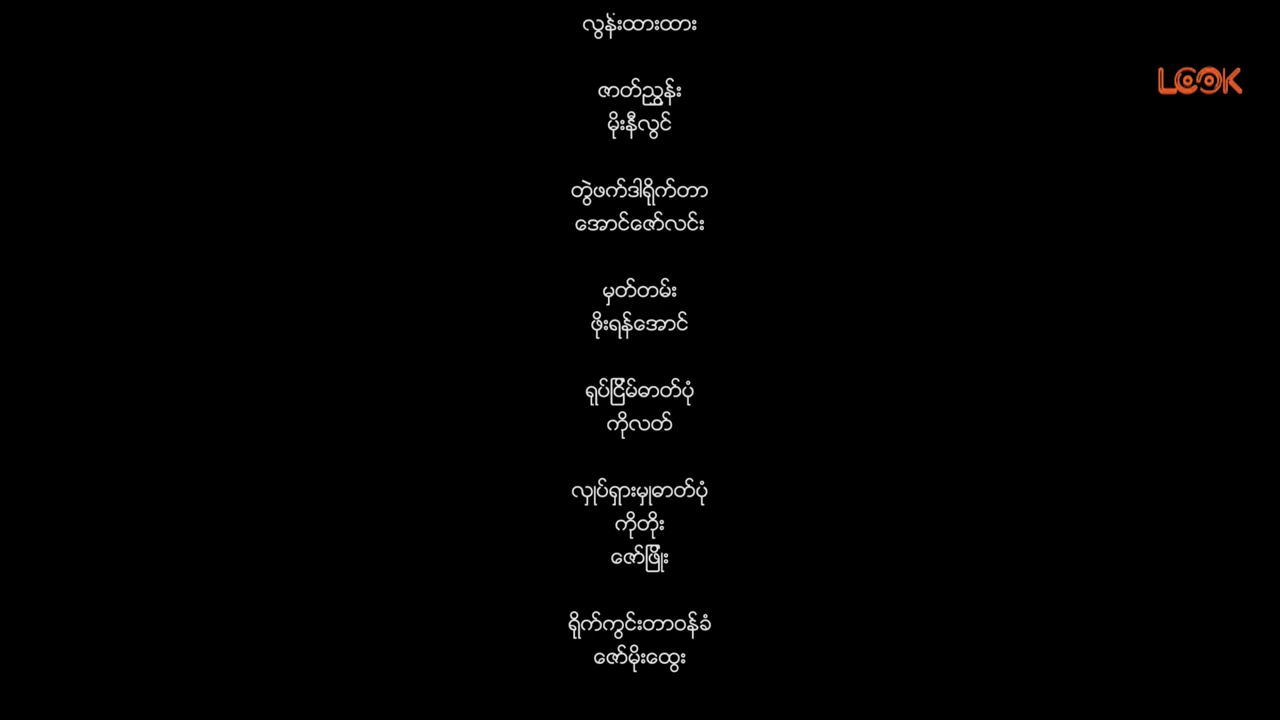 လွန်းထားထား
LOOK
ဇာတ်ညွှန်း
မိုးနီလွင်
တွဲဖက်ဒါရိုက်တာ
အောင်ဇော်လင်း
မှတ်တမ်း
ဖိုးရန်အောင်
ရုပ်ငြိမ်ဓာတ်ပုံ
ကိုလတ်
လှုပ်ရှားမှုဓာတ်ပုံ
ကိုတိုး
ဇော်ဖြိုး
ရိုက်ကွင်းတာဝန်ခံ
ဇော်မိုးထွေး